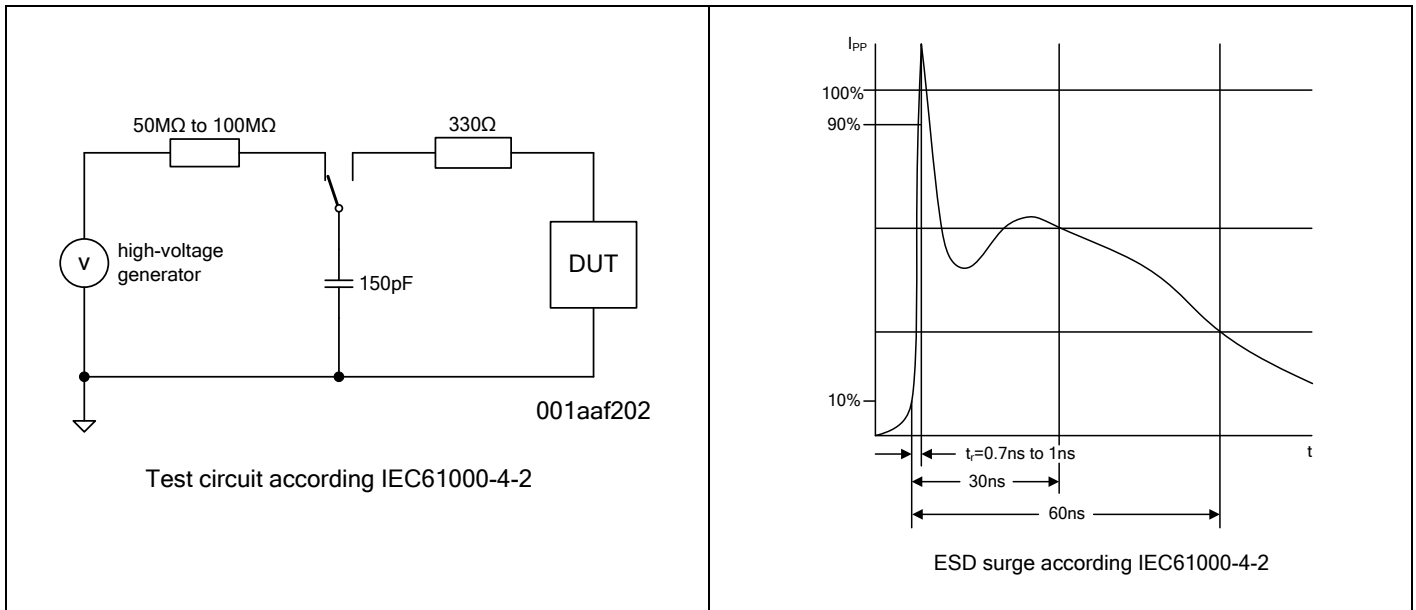 50MΩ to 100MΩ
330Ω
V
high-voltage
generator
150pF
DUT
001aaf202
Test circuit according IEC61000-4-2
IPP
100%
90%
10%
t
tr=0.7ns to 1ns
30ns
60ns
ESD surge according IEC61000-4-2